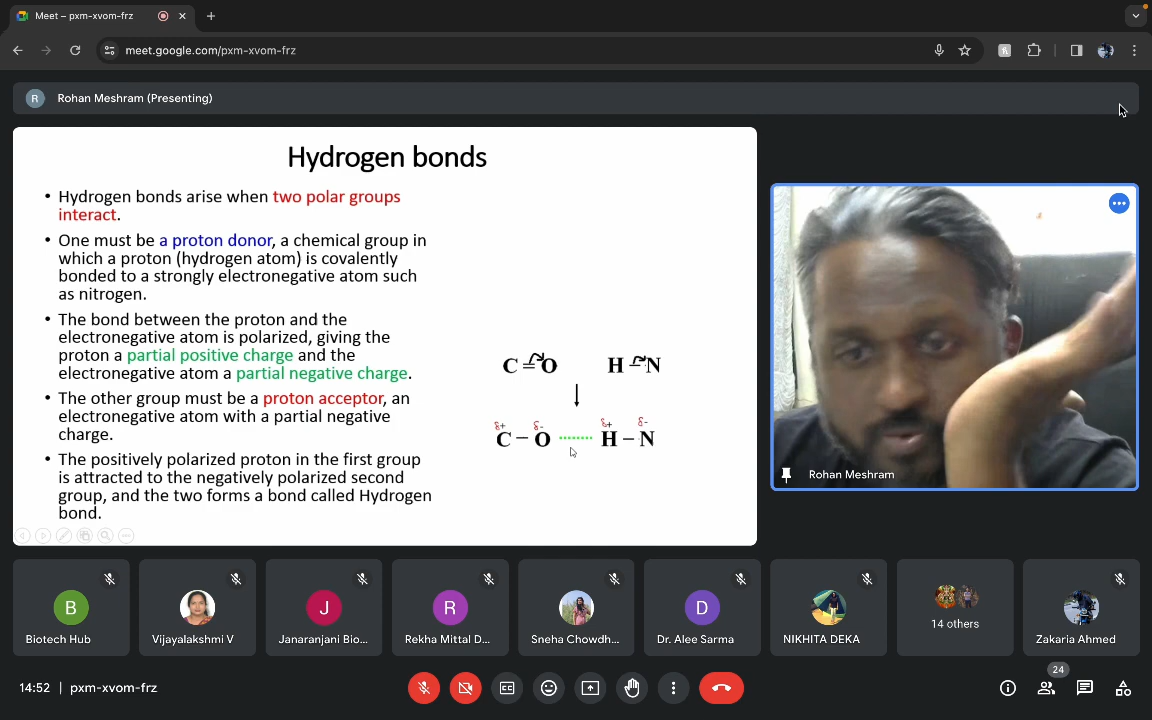 Meet – pxm-xvom-frz
meet.google.com/pxm-xvom-frz
R
Rohan Meshram (Presenting)
Hydrogen bonds
• Hydrogen bonds arise when two polar groups
interact.
• One must be a proton donor, a chemical group in
which a proton (hydrogen atom) is covalently
bonded to a strongly electronegative atom such
as nitrogen.
• The bond between the proton and the
electronegative atom is polarized, giving the
proton a partial positive charge and the
electronegative atom a partial negative charge.
• The other group must be a proton acceptor, an
electronegative atom with a partial negative
charge.
• The positively polarized proton in the first group
is attracted to the negatively polarized second
group, and the two forms a bond called Hydrogen
bond.
C = O H – N
δ+ δ- δ+ δ-
C – O ........ H – N
Rohan Meshram
B
J
R
D
Biotech Hub
Vijayalakshmi V
Janaranjani Bio...
Rekha Mittal D...
Sneha Chowdh...
Dr. Alee Sarma
NIKHITA DEKA
14 others
Zakaria Ahmed
14:52 | pxm-xvom-frz
24